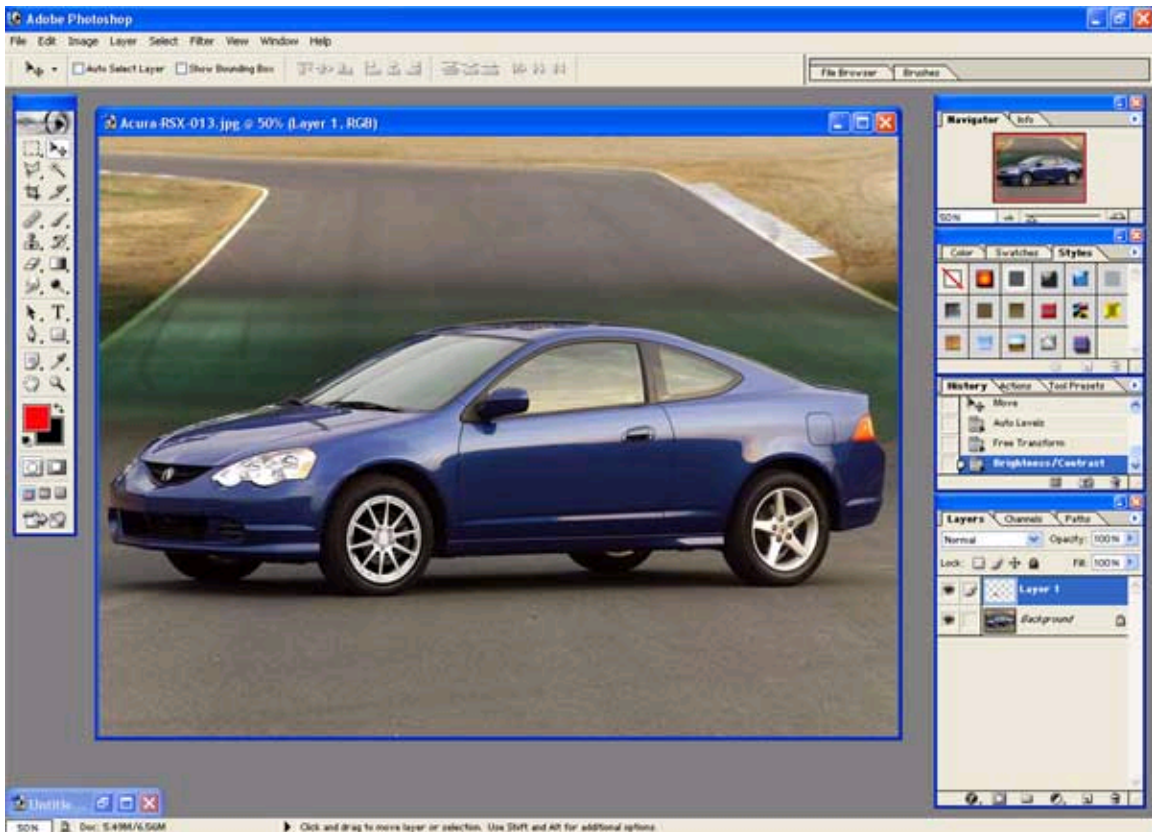 Adobe Photoshop
File Edit Image Layer Select Filter View Window Help
Auto Select Layer Show Bounding Box
File Browser Brushes
Acura-RSX-013.jpg @ 50% (Layer 1, RGB)
Navigator Info
50%
Color Swatches Styles
History Actions Tool Presets
Move
Auto Levels
Free Transform
Brightness/Contrast
Layers Channels Paths
Normal Opacity: 100%
Lock: Fill: 100%
Layer 1
Background
Untitle...
50% Doc: 5.49M/6.56M Click and drag to move layer or selection. Use Shift and Alt for additional options.